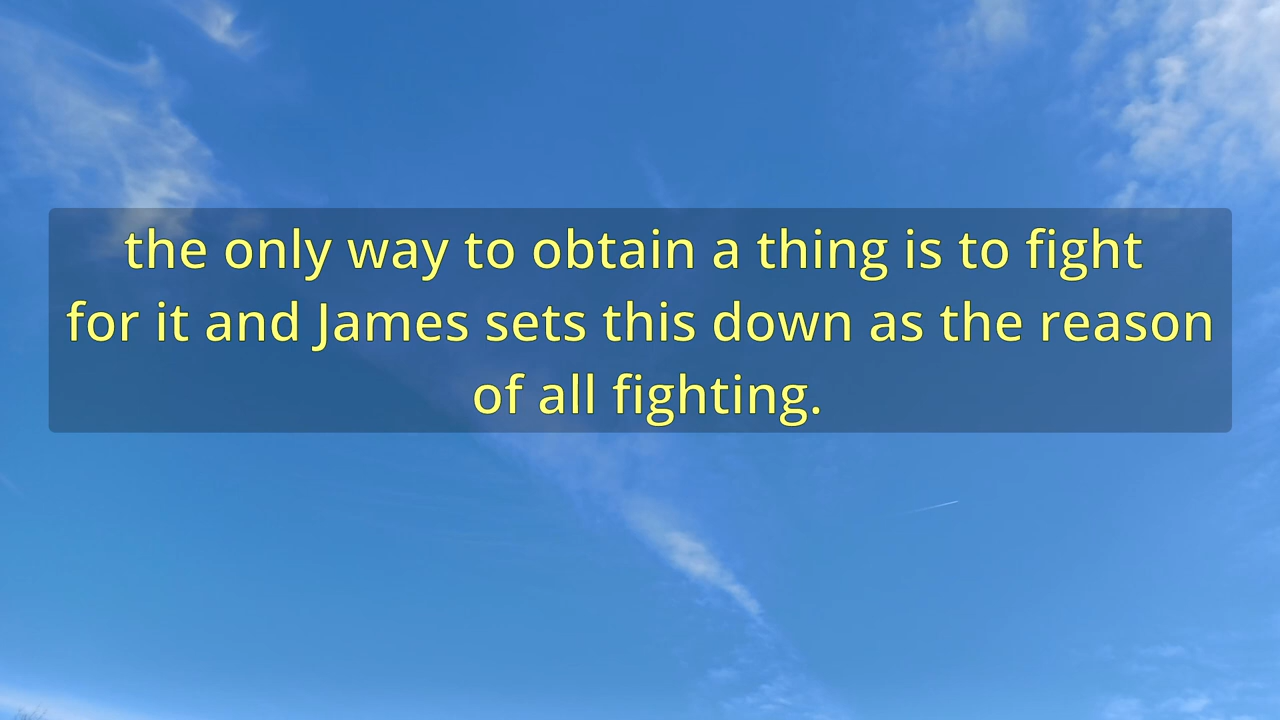 the only way to obtain a thing is to fight
for it and James sets this down as the reason
of all fighting.